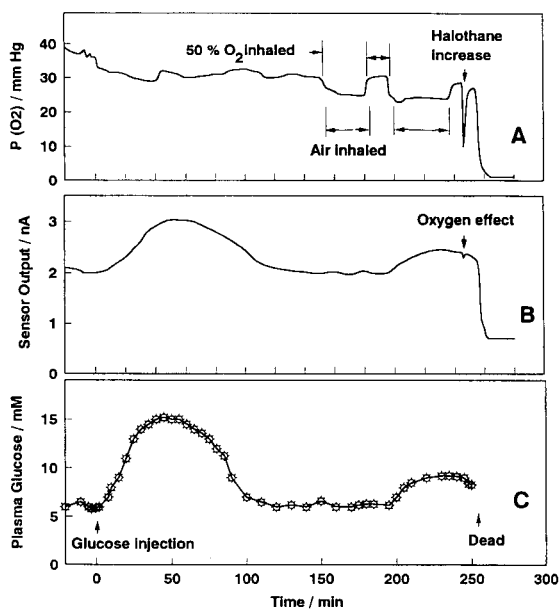 40
30
20
10
0
P (O2) / mm Hg
50 % O2 inhaled
Halothane
increase
Air inhaled
A
3
2
1
0
Sensor Output / nA
Oxygen effect
B
15
10
5
0
Plasma Glucose / mM
Glucose injection
Dead
C
0 50 100 150 200 250 300
Time / min